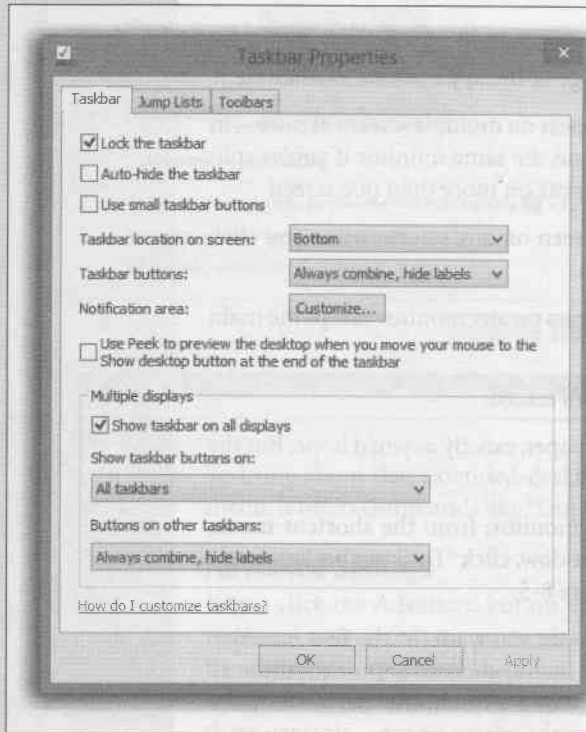 Taskbar Properties
Taskbar
Jump Lists
Toolbars
Lock the taskbar
Auto-hide the taskbar
Use small taskbar buttons
Taskbar location on screen:
Bottom
Taskbar buttons:
Always combine, hide labels
Notification area:
Customize...
Use Peek to preview the desktop when you move your mouse to the
Show desktop button at the end of the taskbar
Multiple displays
Show taskbar on all displays
Show taskbar buttons on:
All taskbars
Buttons on other taskbars:
Always combine, hide labels
How do I customize taskbars?
OK
Cancel
Apply